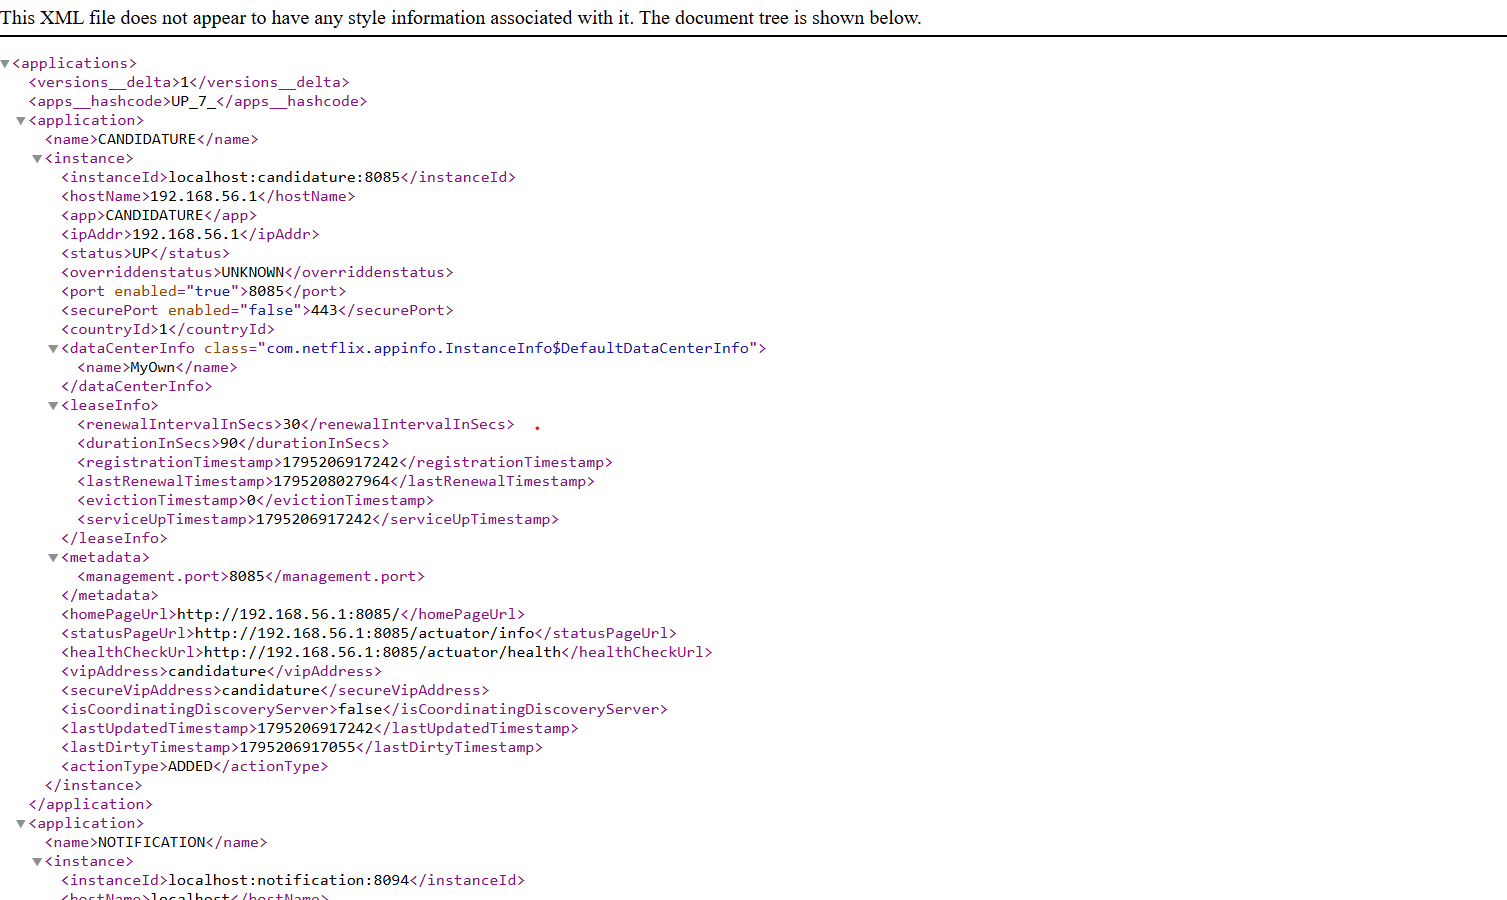 This XML file does not appear to have any style information associated with it. The document tree is shown below.
<applications>
<versions__delta>1</versions__delta>
<apps__hashcode>UP_7_</apps__hashcode>
<application>
<name>CANDIDATURE</name>
<instance>
<instanceId>localhost:candidature:8085</instanceId>
<hostName>192.168.56.1</hostName>
<app>CANDIDATURE</app>
<ipAddr>192.168.56.1</ipAddr>
<status>UP</status>
<overriddenstatus>UNKNOWN</overriddenstatus>
<port enabled="true">8085</port>
<securePort enabled="false">443</securePort>
<countryId>1</countryId>
<dataCenterInfo class="com.netflix.appinfo.InstanceInfo$DefaultDataCenterInfo">
<name>MyOwn</name>
</dataCenterInfo>
<leaseInfo>
<renewalIntervalInSecs>30</renewalIntervalInSecs>
<durationInSecs>90</durationInSecs>
<registrationTimestamp>1795206917242</registrationTimestamp>
<lastRenewalTimestamp>1795208027964</lastRenewalTimestamp>
<evictionTimestamp>0</evictionTimestamp>
<serviceUpTimestamp>1795206917242</serviceUpTimestamp>
</leaseInfo>
<metadata>
<management.port>8085</management.port>
</metadata>
<homePageUrl>http://192.168.56.1:8085/</homePageUrl>
<statusPageUrl>http://192.168.56.1:8085/actuator/info</statusPageUrl>
<healthCheckUrl>http://192.168.56.1:8085/actuator/health</healthCheckUrl>
<vipAddress>candidature</vipAddress>
<secureVipAddress>candidature</secureVipAddress>
<isCoordinatingDiscoveryServer>false</isCoordinatingDiscoveryServer>
<lastUpdatedTimestamp>1795206917242</lastUpdatedTimestamp>
<lastDirtyTimestamp>1795206917055</lastDirtyTimestamp>
<actionType>ADDED</actionType>
</instance>
</application>
<application>
<name>NOTIFICATION</name>
<instance>
<instanceId>localhost:notification:8094</instanceId>
<hostName>localhost</hostName>